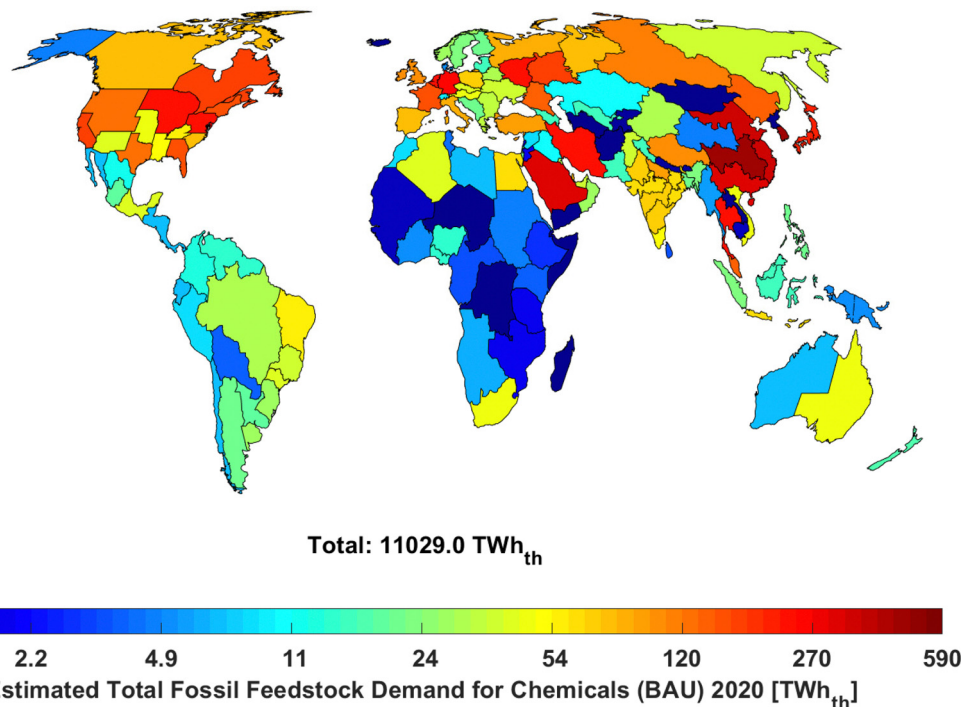 Total: 11029.0 TWh_th
2.2 4.9 11 24 54 120 270 590
stimated Total Fossil Feedstock Demand for Chemicals (BAU) 2020 [TWh_th]